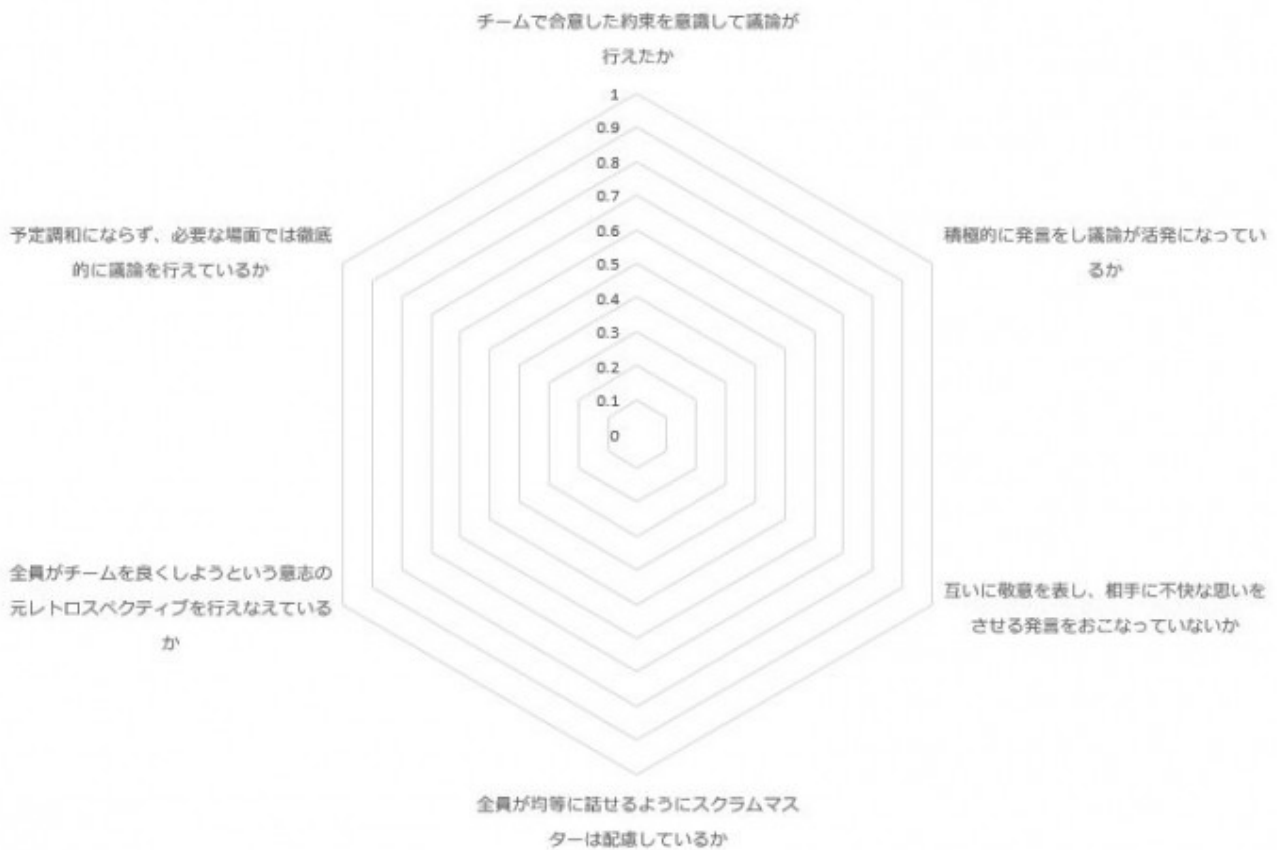 チームで合意した約束を意識して議論が
行えたか
1
0.9
0.8
0.7
0.6
0.5
0.4
0.3
0.2
0.1
0
積極的に発言をし議論が活発になってい
るか
互いに敬意を表し、相手に不快な思いを
させる発言をおこなっていないか
全員が均等に話せるようにスクラムマス
ターは配慮しているか
全員がチームを良くしようという意志の
元レトロスペクティブを行えなえている
か
予定調和にならず、必要な場面では徹底
的に議論を行えているか